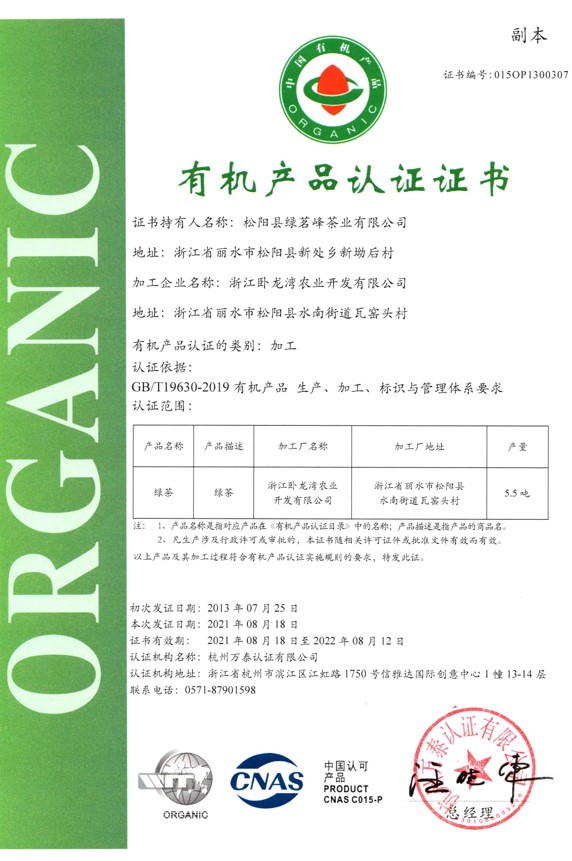 副本
证书编号:015OP1300307
中国有机产品
ORGANIC
ORGANIC
有机产品认证证书
证书持有人名称：松阳县绿茗峰茶业有限公司
地址：浙江省丽水市松阳县新处乡新坳后村
加工企业名称：浙江卧龙湾农业开发有限公司
地址：浙江省丽水市松阳县水南街道瓦窑头村
有机产品认证的类别：加工
认证依据：
GB/T19630-2019 有机产品 生产、加工、标识与管理体系要求
认证范围：
产品名称 产品描述 加工厂名称 加工厂地址 产量
绿茶 绿茶 浙江卧龙湾农业开发有限公司 浙江省丽水市松阳县水南街道瓦窑头村 5.5 吨
注： 1、产品名称是指对应产品在《有机产品认证目录》中的名称；产品描述是指产品的商品名。
2、凡生产涉及行政许可或审批的，本证书随相关许可证件或批准文件有效而有效。
以上产品及其加工过程符合有机产品认证实施规则的要求，特发此证。
初次发证日期：2013 年 07 月 25 日
本次发证日期：2021 年 08 月 18 日
证书有效期： 2021 年 08 月 18 日至 2022 年 08 月 12 日
认证机构名称：杭州万泰认证有限公司
认证机构地址：浙江省杭州市滨江区江虹路 1750 号信雅达国际创意中心 1 幢 13-14 层
联系电话：0571-87901598
WIT
ORGANIC
CNAS
中国认可
产品
PRODUCT
CNAS C015-P
万泰认证有限公司
总经理